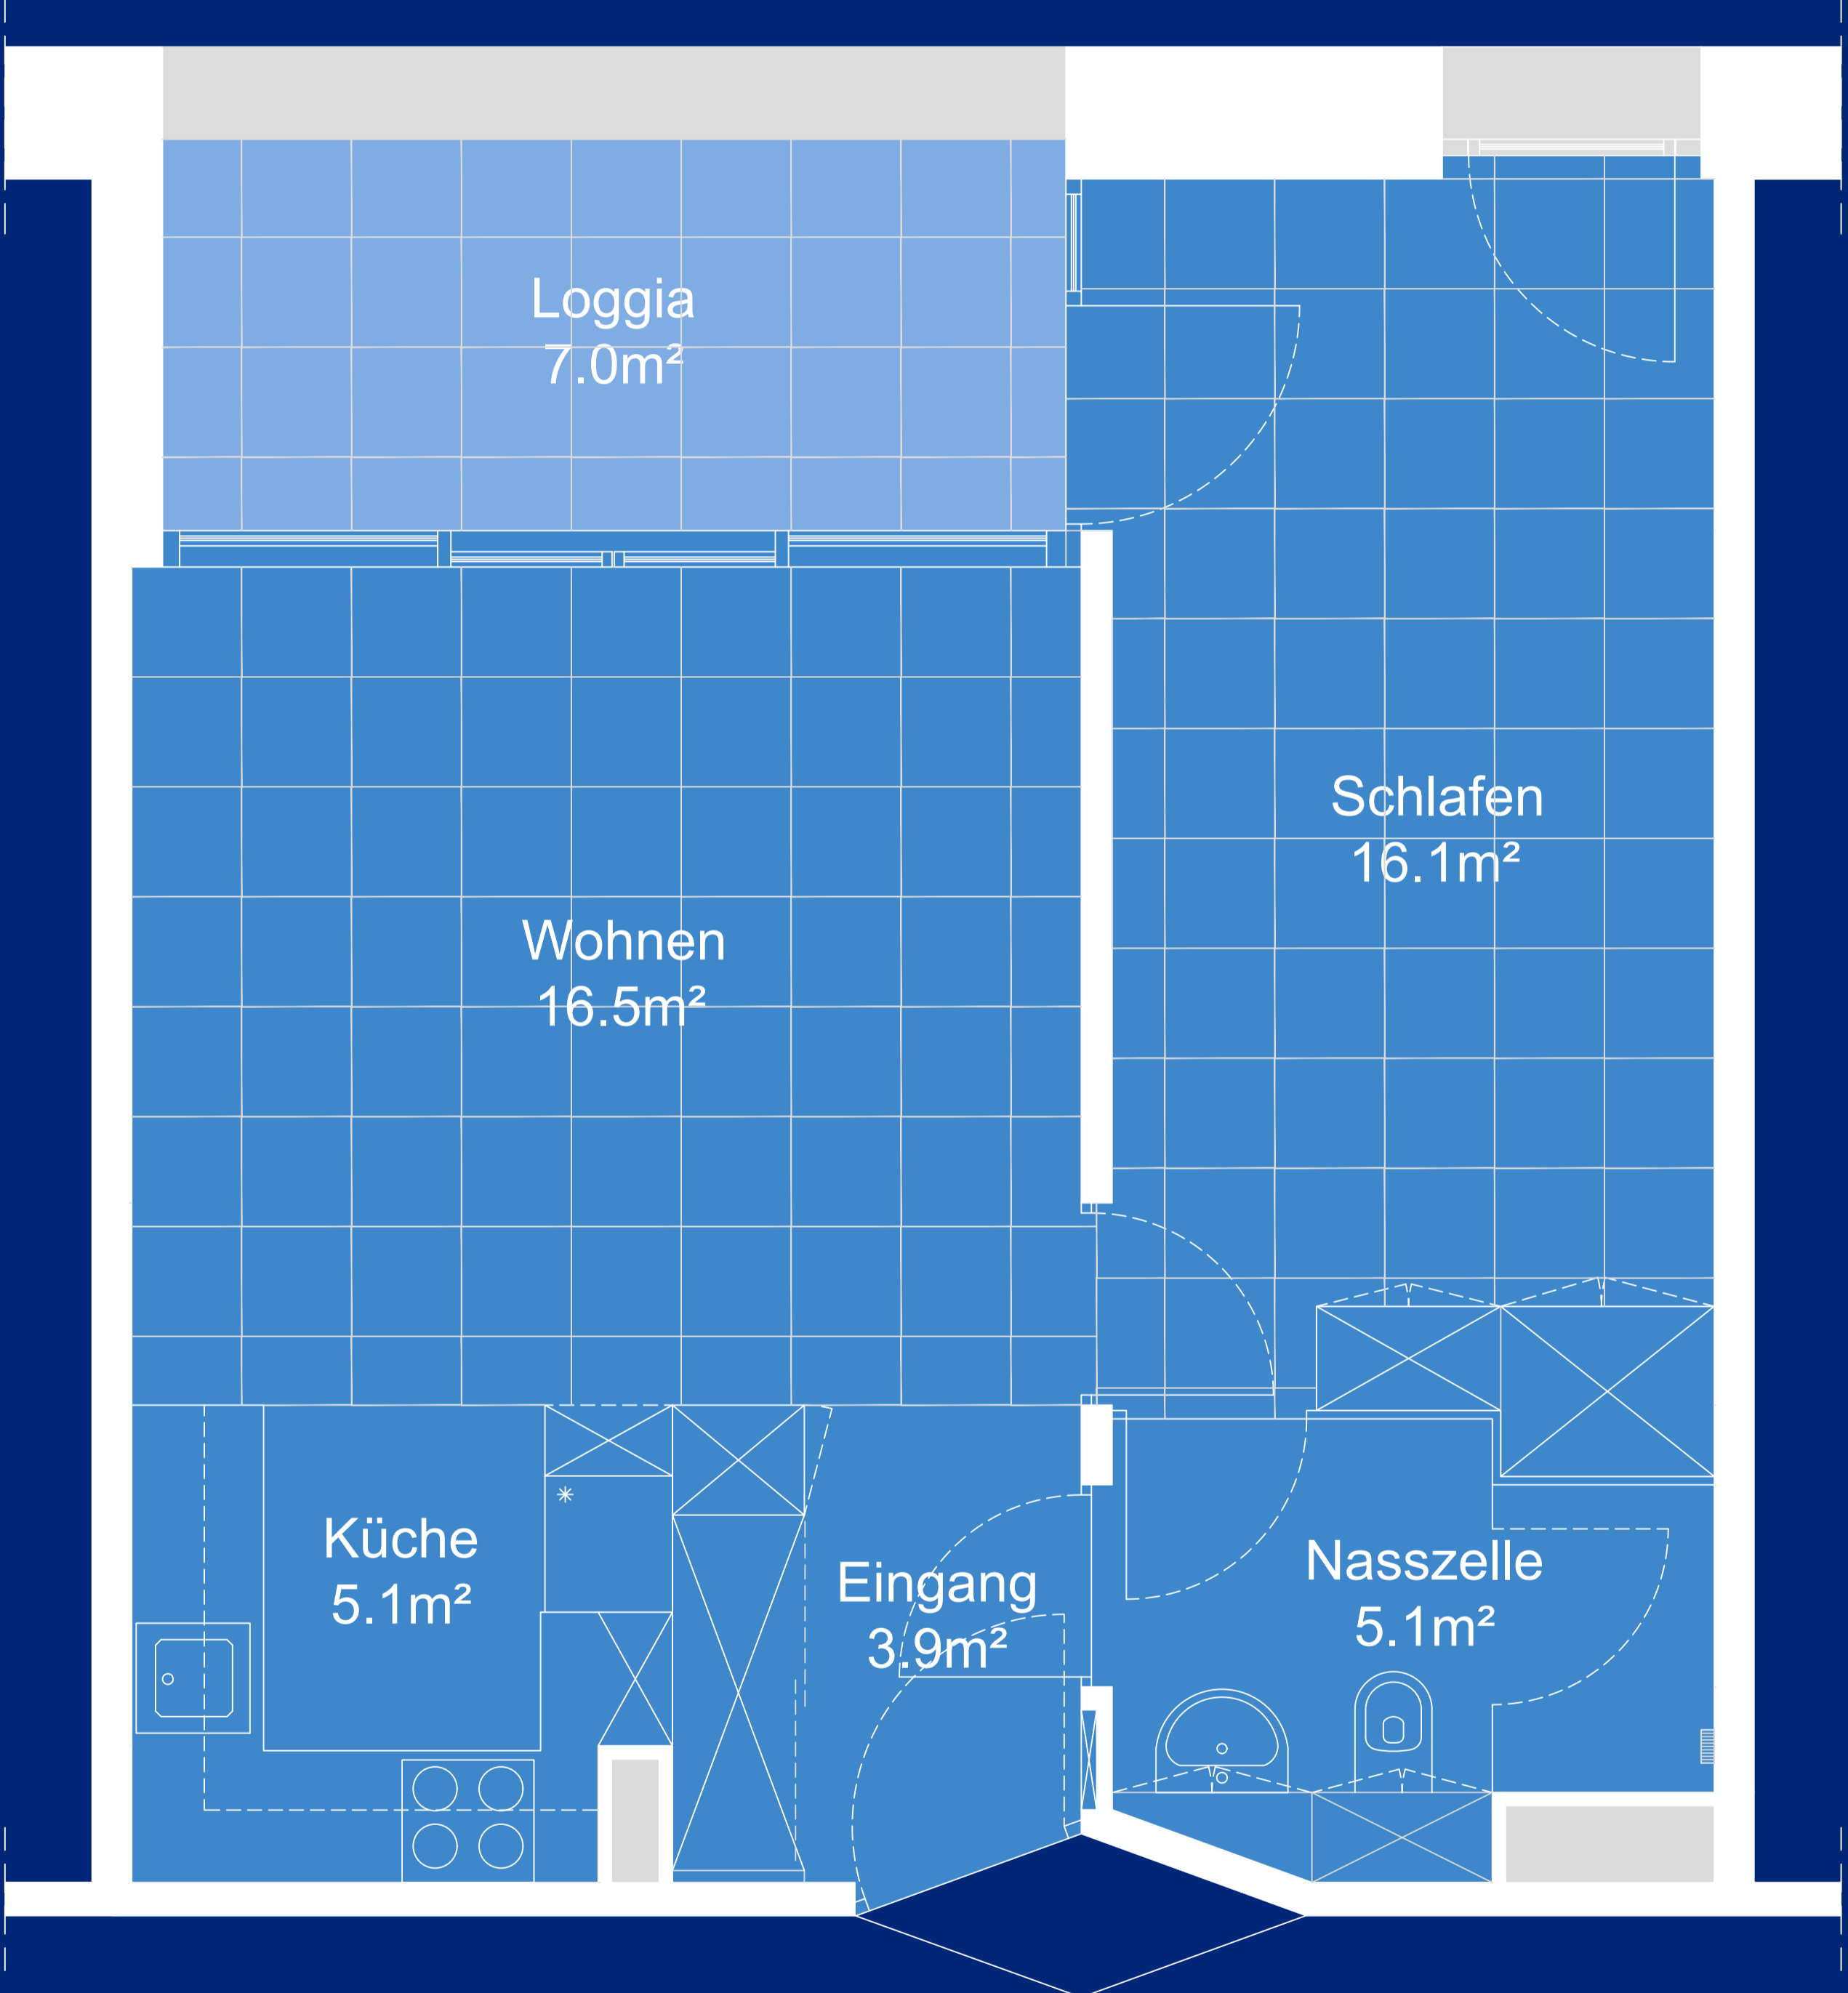 Loggia
7.0m²
Schlafen
16.1m²
Wohnen
16.5m²
Küche
5.1m²
Eingang
3.9m²
Nasszelle
5.1m²